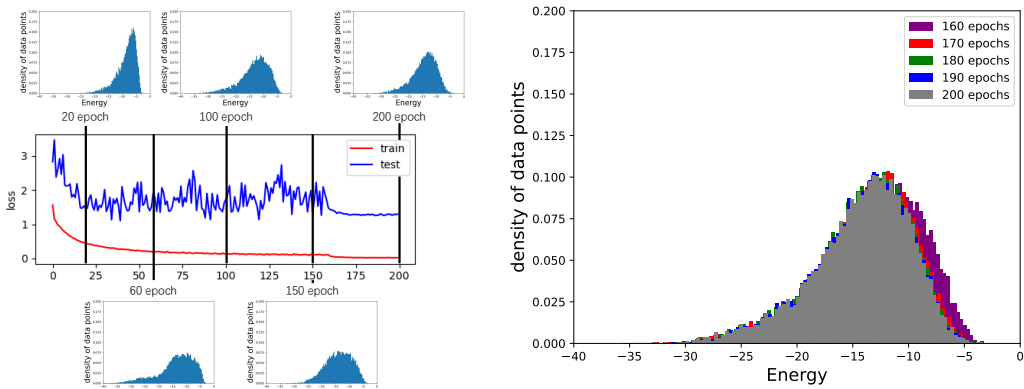 density of data points
density of data points
density of data points
Energy
Energy
Energy
20 epoch
100 epoch
200 epoch
loss
3
2
1
0
train
test
0
25
50
75
100
125
150
175
200
60 epoch
150 epoch
density of data points
density of data points
0.200
0.175
0.150
0.125
0.100
0.075
0.050
0.025
0.000
density of data points
160 epochs
170 epochs
180 epochs
190 epochs
200 epochs
−40
−35
−30
−25
−20
−15
−10
−5
0
Energy